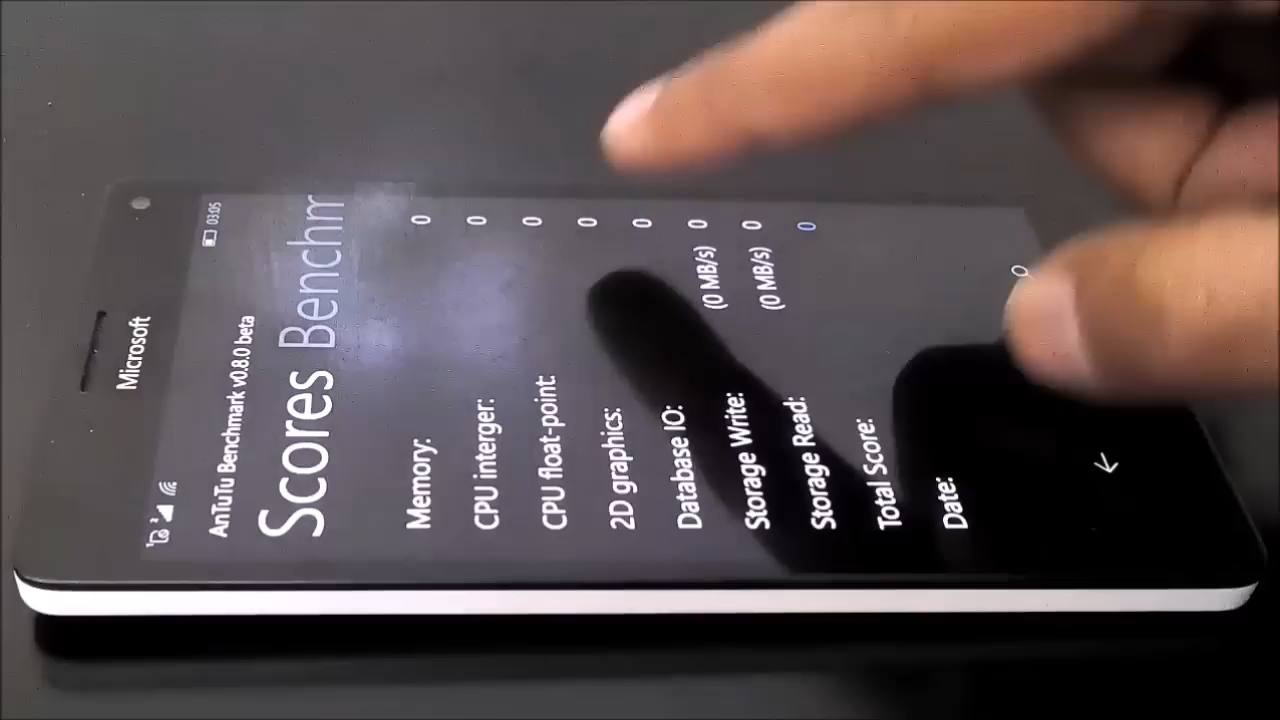 Microsoft
03:05
AnTuTu Benchmark v0.8.0 beta
Scores Benchm
Memory: 0
CPU interger: 0
CPU float-point: 0
2D graphics: 0
Database IO: 0
Storage Write: (0 MB/s) 0
Storage Read: (0 MB/s) 0
Total Score: 0
Date: